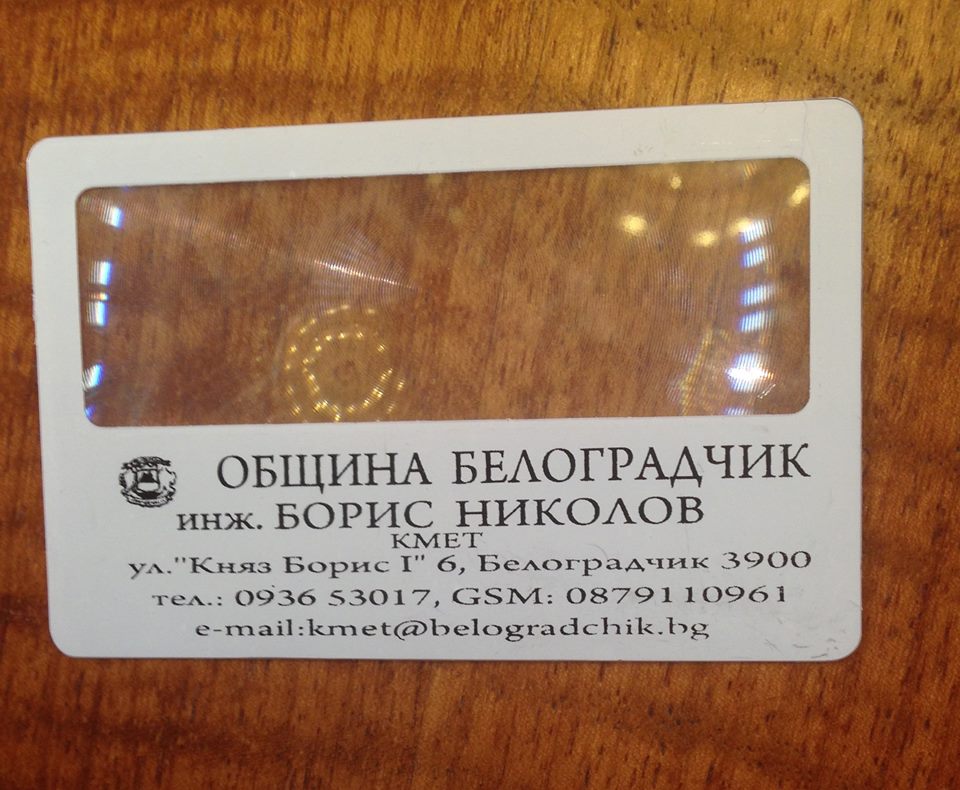 ОБЩИНА БЕЛОГРАДЧИК
инж. БОРИС НИКОЛОВ
КМЕТ
ул."Княз Борис I" 6, Белоградчик 3900
тел.: 0936 53017, GSM: 0879110961
e-mail:kmet@belogradchik.bg